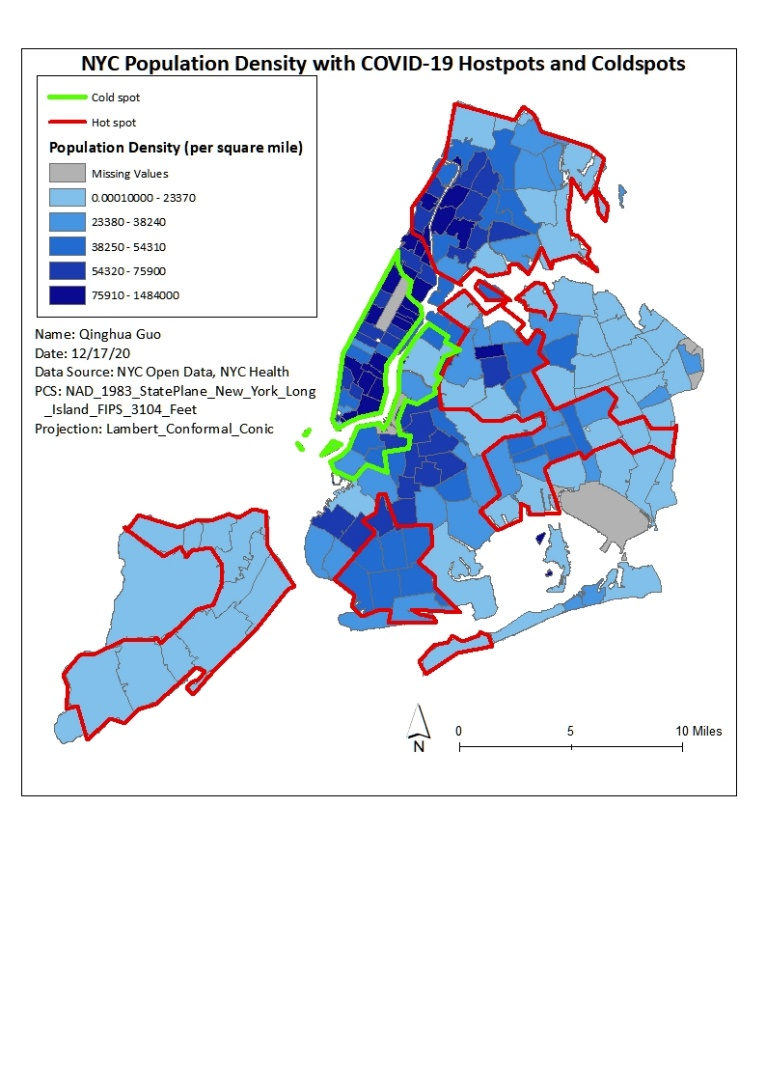 NYC Population Density with COVID-19 Hostpots and Coldspots
Cold spot
Hot spot
Population Density (per square mile)
Missing Values
0.00010000 - 23370
23380 - 38240
38250 - 54310
54320 - 75900
75910 - 1484000
Name: Qinghua Guo
Date: 12/17/20
Data Source: NYC Open Data, NYC Health
PCS: NAD_1983_StatePlane_New_York_Long
_Island_FIPS_3104_Feet
Projection: Lambert_Conformal_Conic
N
0 5 10 Miles